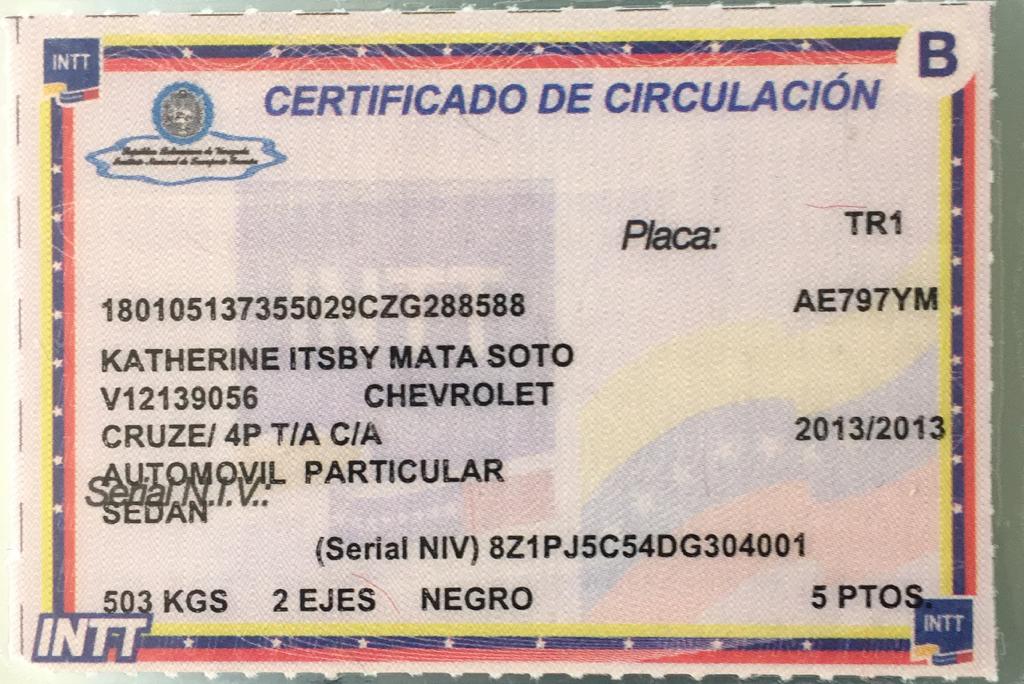 INTT
B
CERTIFICADO DE CIRCULACIÓN
República Bolivariana de Venezuela
Instituto Nacional de Transporte Terrestre
Placa: TR1
180105137355029CZG288588 AE797YM
KATHERINE ITSBY MATA SOTO
V12139056 CHEVROLET
CRUZE/ 4P T/A C/A 2013/2013
AUTOMOVIL PARTICULAR
Serial N.I.V.:
SEDAN
(Serial NIV) 8Z1PJ5C54DG304001
503 KGS 2 EJES NEGRO 5 PTOS.
INTT
INTT
INTT